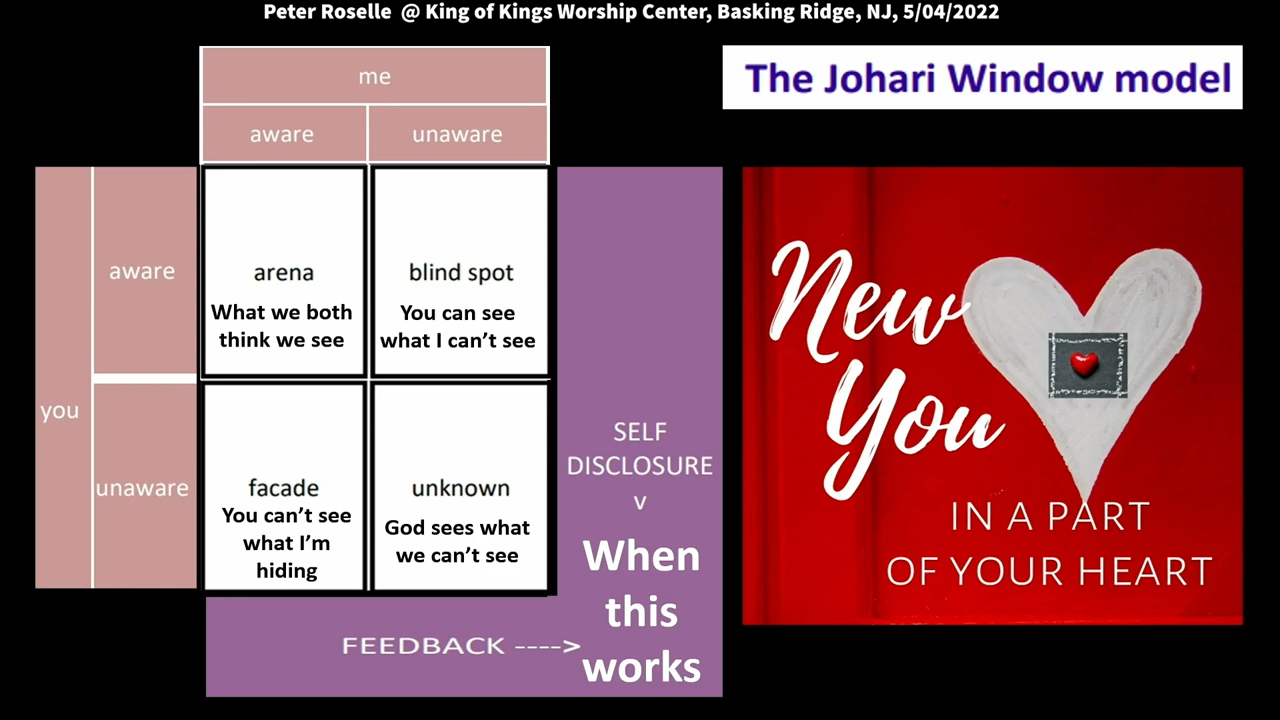 Peter Roselle @ King of Kings Worship Center, Basking Ridge, NJ, 5/04/2022
The Johari Window model
me
aware
unaware
you
aware
unaware
arena
What we both
think we see
blind spot
You can see
what I can't see
facade
You can't see
what I'm
hiding
unknown
God sees what
we can't see
SELF
DISCLOSURE
v
When
this
works
FEEDBACK ---->
New
You
IN A PART
OF YOUR HEART